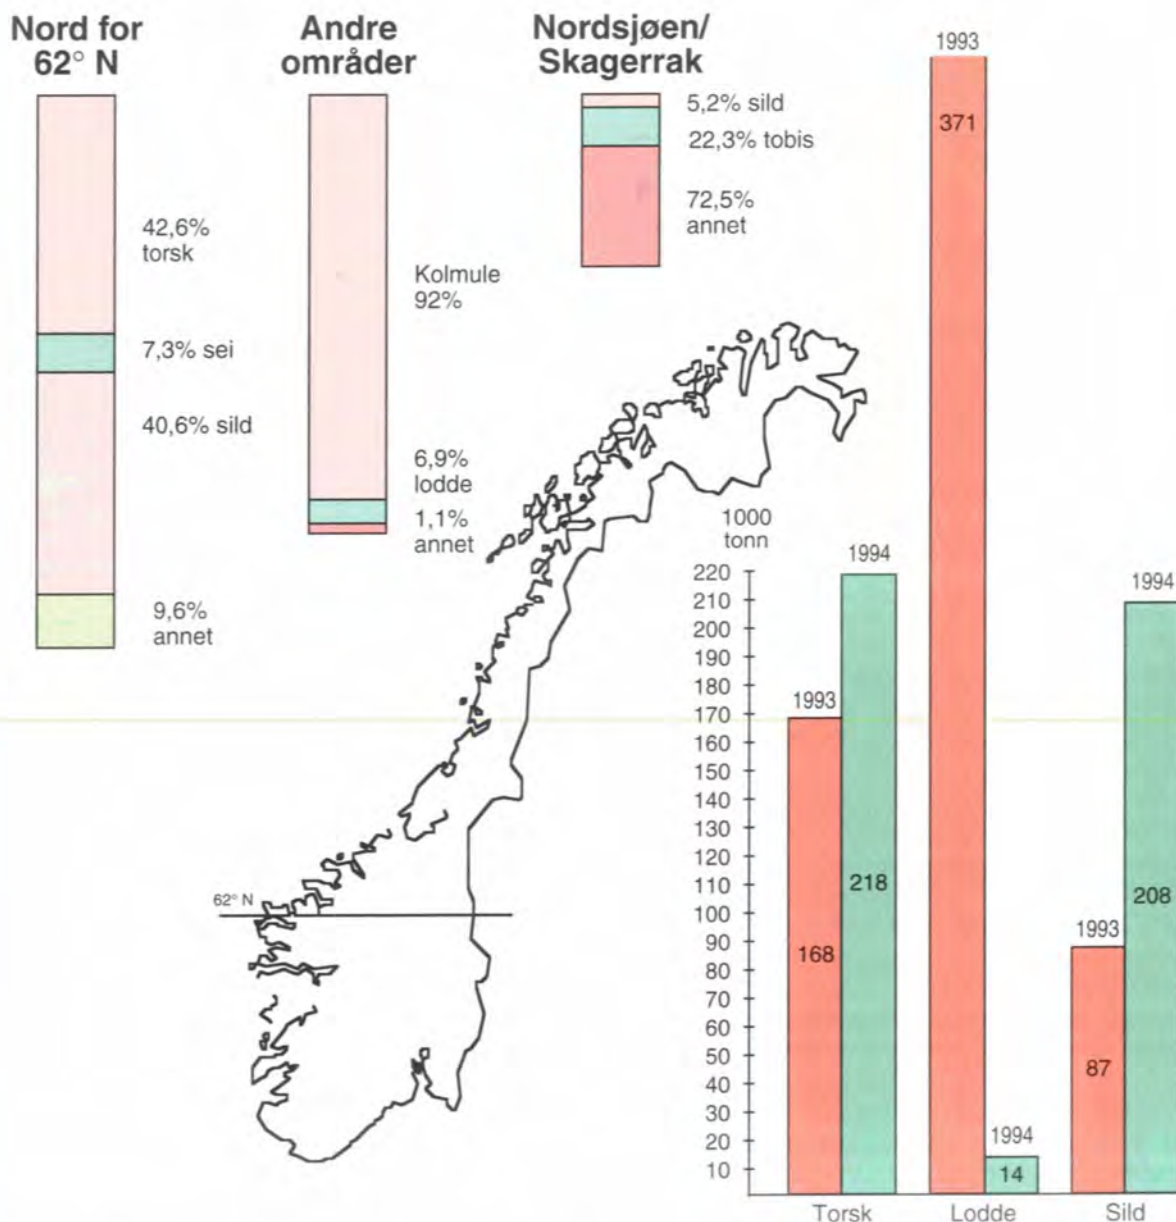 Nord for
62° N
42,6%
torsk
7,3% sei
40,6% sild
9,6%
annet
Andre
områder
Kolmule
92%
6,9%
lodde
1,1%
annet
Nordsjøen/
Skagerrak
5,2% sild
22,3% tobis
72,5%
annet
62° N
1000
tonn
220
210
200
190
180
170
160
150
140
130
120
110
100
90
80
70
60
50
40
30
20
10
1993
168
1994
218
Torsk
1993
371
1994
14
Lodde
1993
87
1994
208
Sild